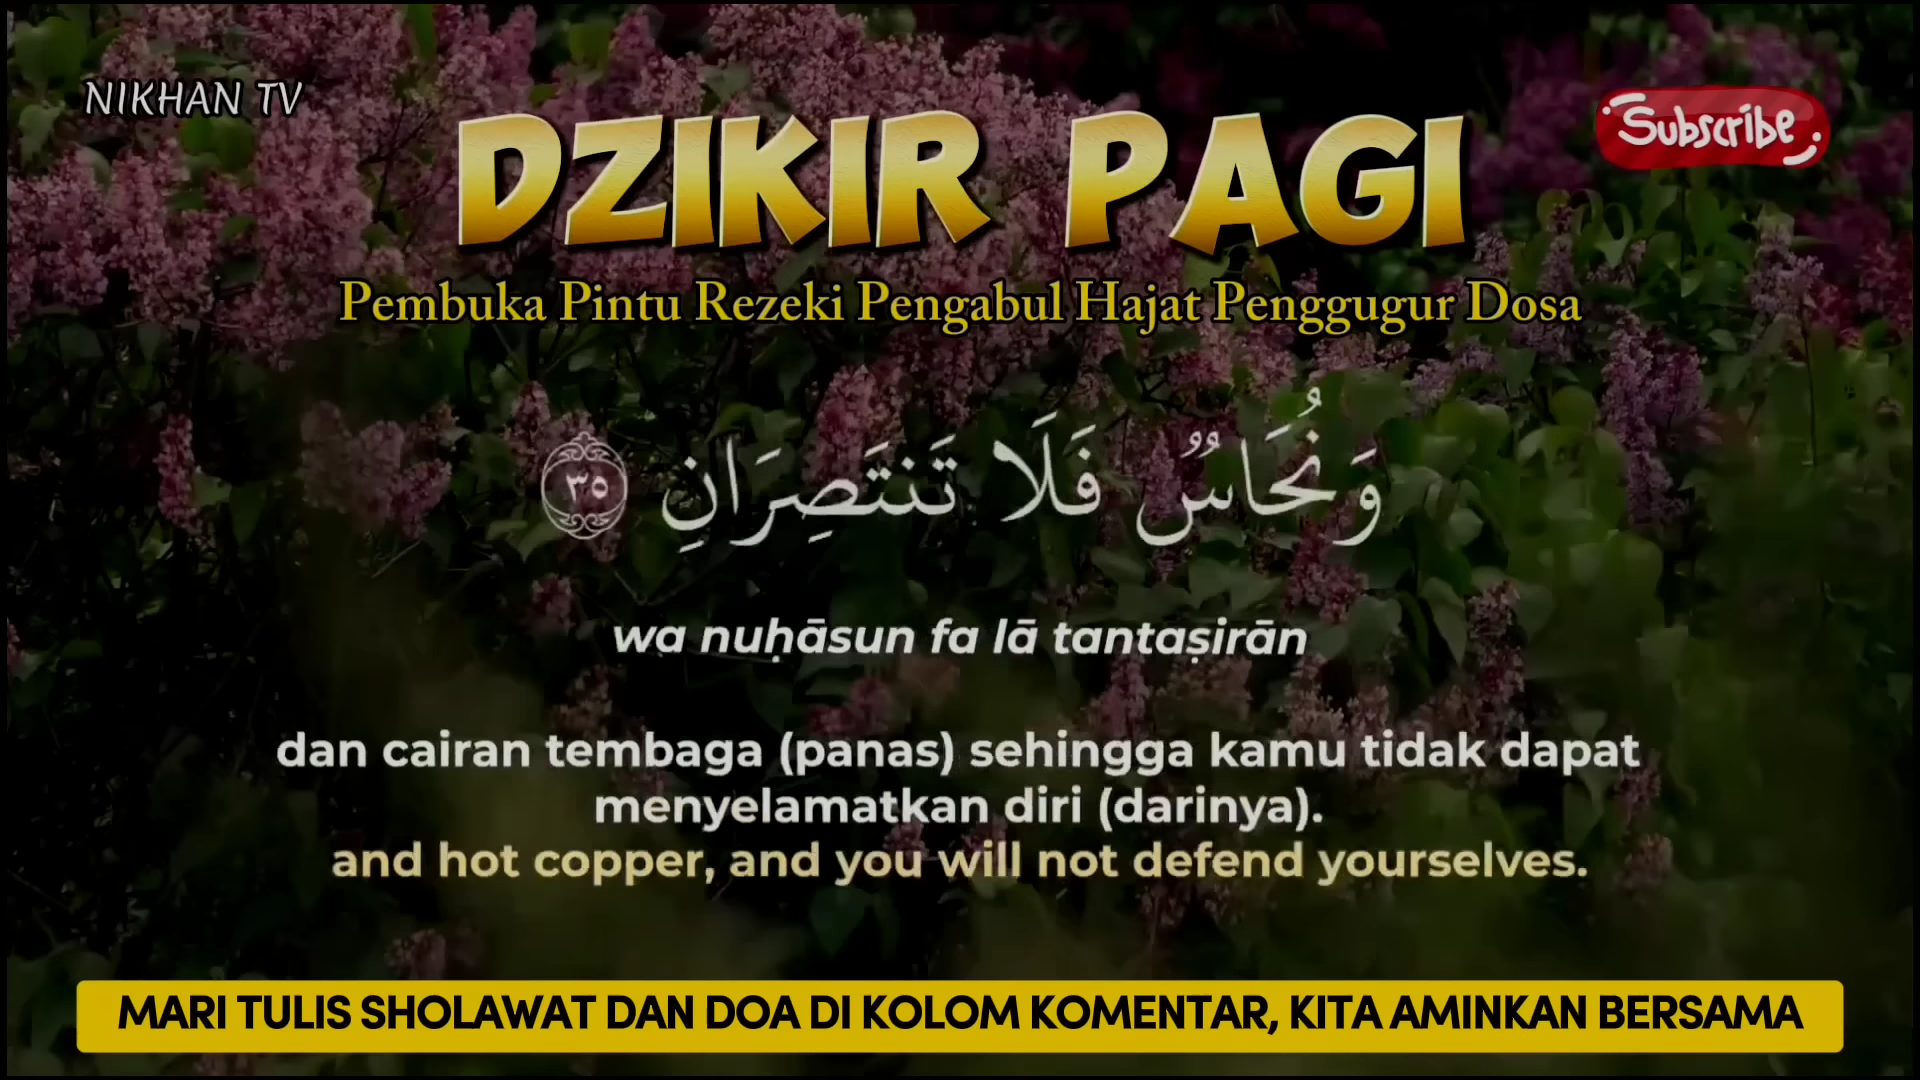 NIKHAN TV
Subscribe
DZIKIR PAGI
Pembuka Pintu Rezeki Pengabul Hajat Penggugur Dosa
وَنُحَاسٌ فَلَا تَنتَصِرَانِ ٣٥
wa nuḥāsun fa lā tantaṣirān
dan cairan tembaga (panas) sehingga kamu tidak dapat
menyelamatkan diri (darinya).
and hot copper, and you will not defend yourselves.
MARI TULIS SHOLAWAT DAN DOA DI KOLOM KOMENTAR, KITA AMINKAN BERSAMA